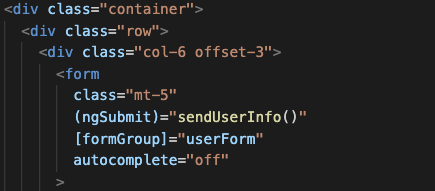 <div class="container">
<div class="row">
<div class="col-6 offset-3">
<form
class="mt-5"
(ngSubmit)="sendUserInfo()"
[formGroup]="userForm"
autocomplete="off"
>